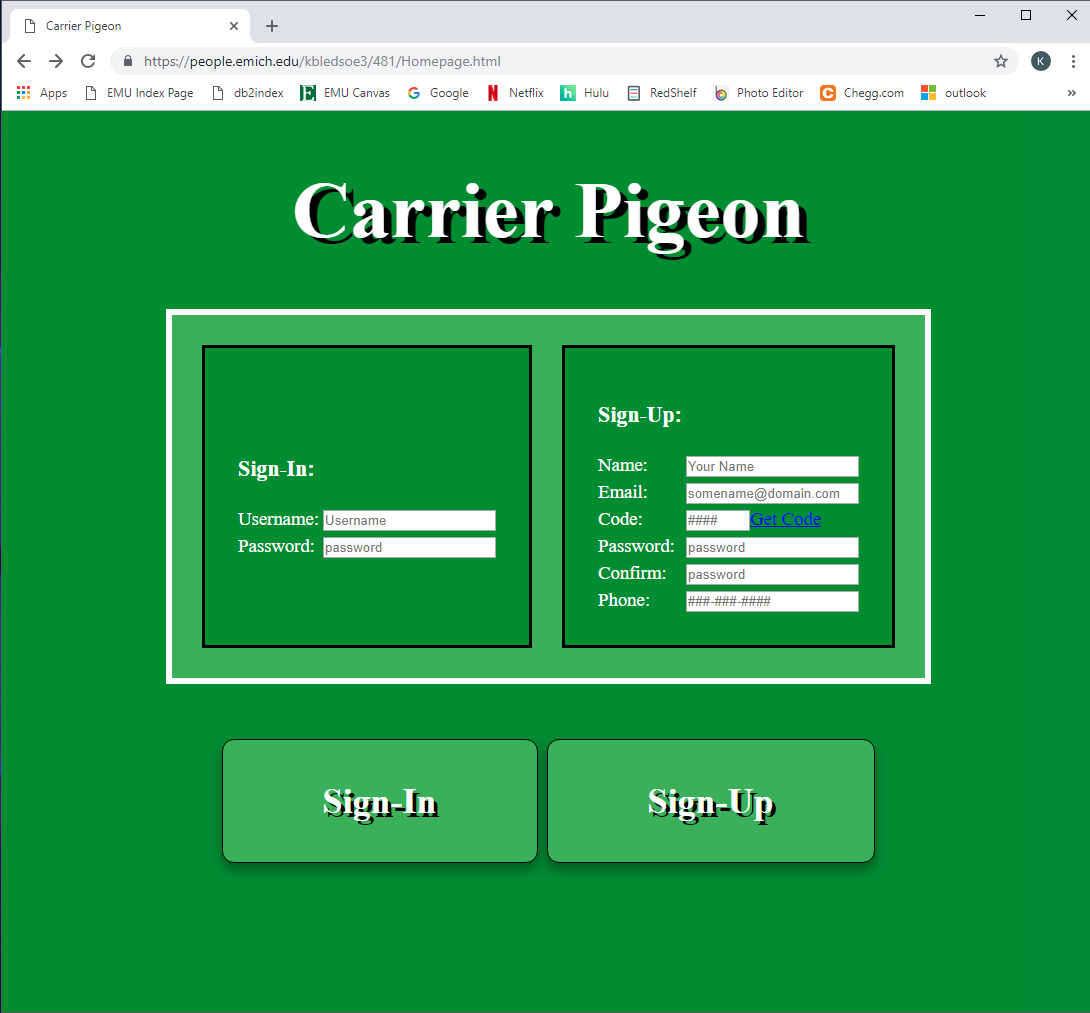 Carrier Pigeon
https://people.emich.edu/kbledsoe3/481/Homepage.html
K
Apps EMU Index Page db2index EMU Canvas Google Netflix Hulu RedShelf Photo Editor Chegg.com outlook »
Carrier Pigeon
Sign-In:
Username: Username
Password: password
Sign-Up:
Name: Your Name
Email: somename@domain.com
Code: #### Get Code
Password: password
Confirm: password
Phone: ###-###-####
Sign-In
Sign-Up